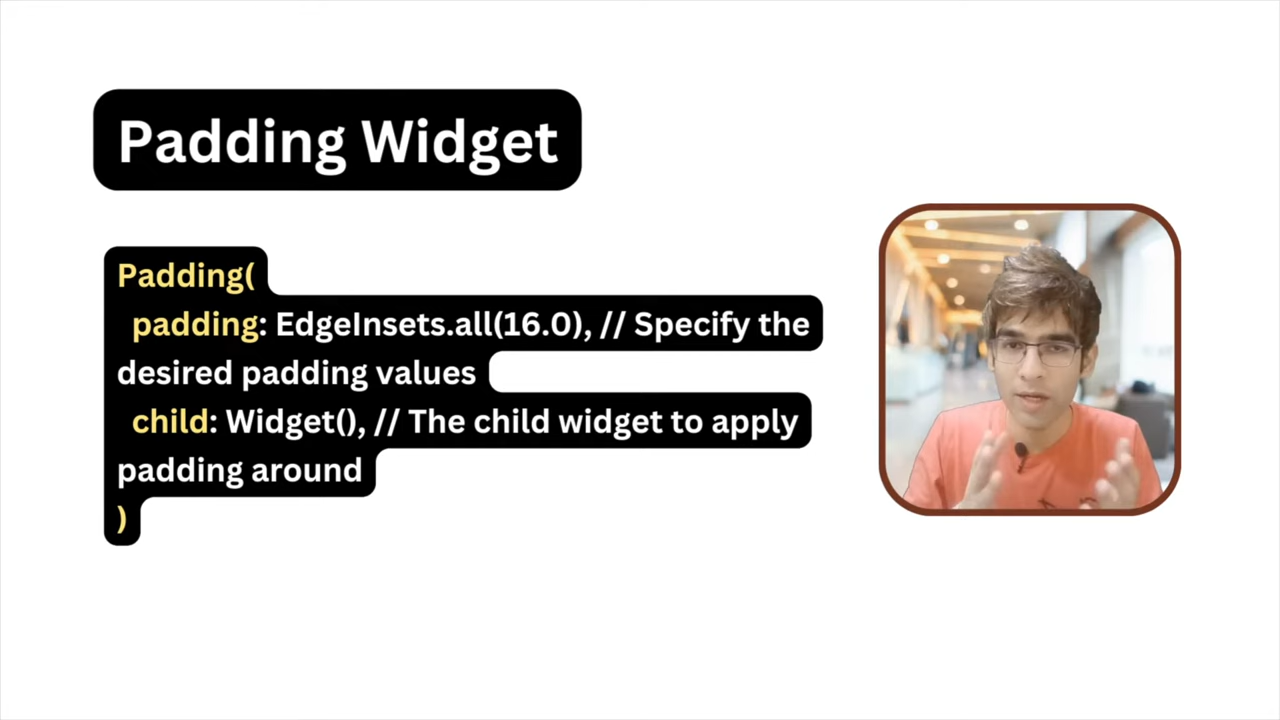 Padding Widget
Padding(
padding: EdgeInsets.all(16.0), // Specify the
desired padding values
child: Widget(), // The child widget to apply
padding around
)